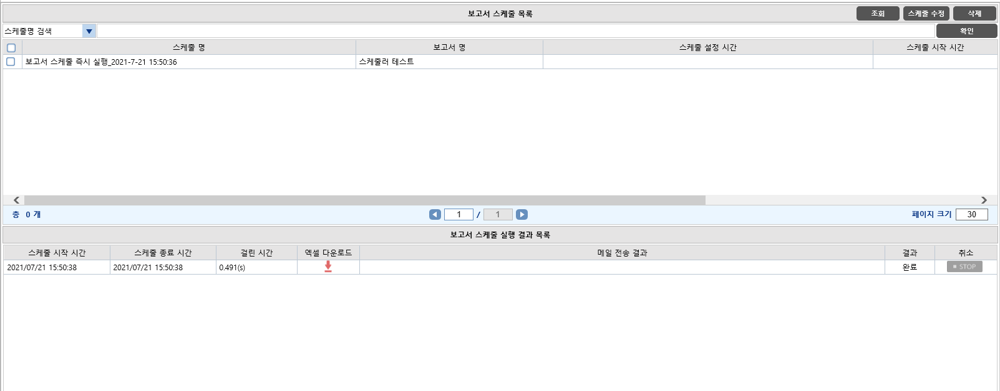 보고서 스케줄 목록 조회 스케줄 수정 삭제
스케줄명 검색 확인
스케줄 명 보고서 명 스케줄 설정 시간 스케줄 시작 시간
보고서 스케줄 즉시 실행_2021-7-21 15:50:36 스케줄러 테스트
총 0 개 1 / 1 페이지 크기 30
보고서 스케줄 실행 결과 목록
스케줄 시작 시간 스케줄 종료 시간 걸린 시간 엑셀 다운로드 메일 전송 결과 결과 취소
2021/07/21 15:50:38 2021/07/21 15:50:38 0.491(s) 완료 STOP